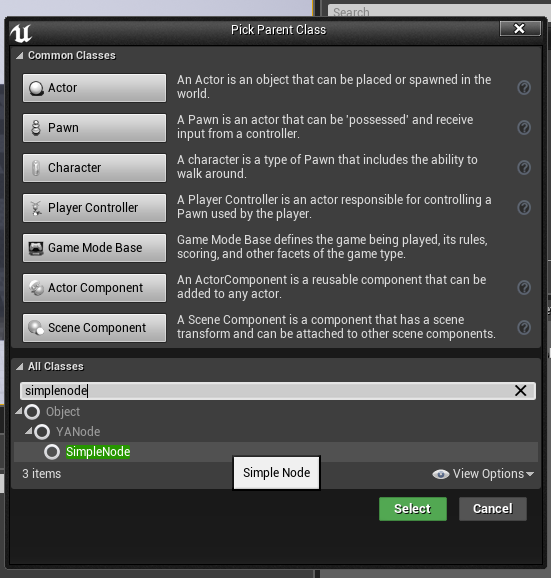 Search
Pick Parent Class
Common Classes
Actor
An Actor is an object that can be placed or spawned in the
world.
Pawn
A Pawn is an actor that can be 'possessed' and receive
input from a controller.
Character
A character is a type of Pawn that includes the ability to
walk around.
Player Controller
A Player Controller is an actor responsible for controlling a
Pawn used by the player.
Game Mode Base
Game Mode Base defines the game being played, its rules,
scoring, and other facets of the game type.
Actor Component
An ActorComponent is a reusable component that can be
added to any actor.
Scene Component
A Scene Component is a component that has a scene
transform and can be attached to other scene components.
All Classes
simplenode
Object
YANode
SimpleNode
3 items
Simple Node
View Options
Select
Cancel